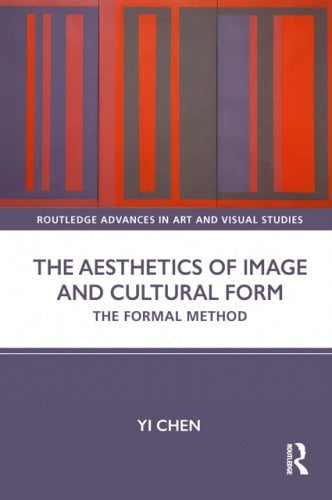 ROUTLEDGE ADVANCES IN ART AND VISUAL STUDIES
THE AESTHETICS OF IMAGE
AND CULTURAL FORM
THE FORMAL METHOD
YI CHEN
ROUTLEDGE